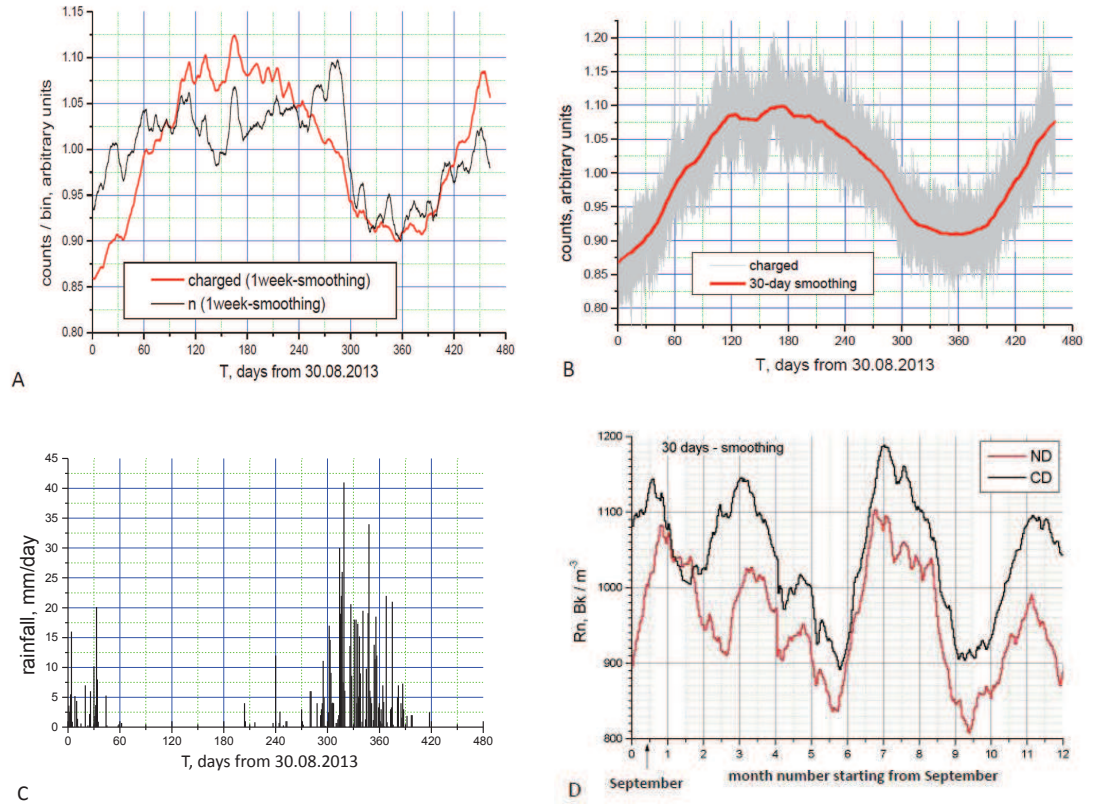 1.15
1.10
1.05
1.00
0.95
0.90
0.85
0.80
counts / bin, arbitrary units
charged (1week-smoothing)
n (1week-smoothing)
0 60 120 180 240 300 360 420 480
T, days from 30.08.2013
A
1.20
1.15
1.10
1.05
1.00
0.95
0.90
0.85
0.80
counts, arbitrary units
charged
30-day smoothing
0 60 120 180 240 300 360 420 480
T, days from 30.08.2013
B
45
40
35
30
25
20
15
10
5
0
rainfall, mm/day
0 60 120 180 240 300 360 420 480
T, days from 30.08.2013
C
1200
1100
1000
900
800
Rn, Bk / m-3
30 days - smoothing
ND
CD
0 1 2 3 4 5 6 7 8 9 10 11 12
September
month number starting from September
D